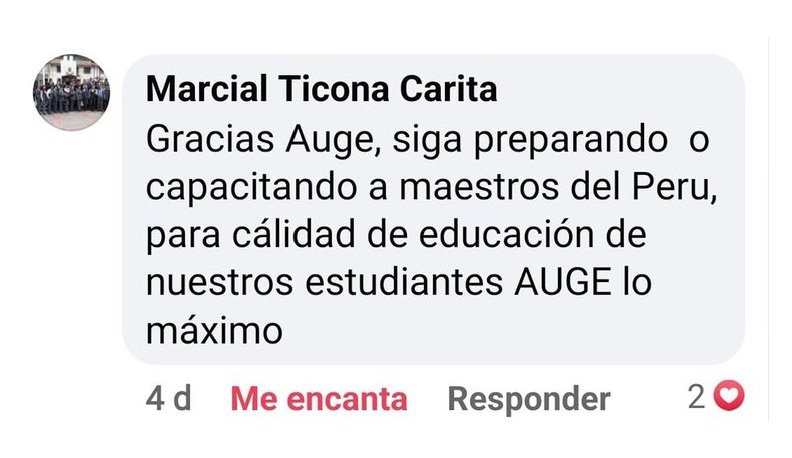 Marcial Ticona Carita
Gracias Auge, siga preparando o
capacitando a maestros del Peru,
para cálidad de educación de
nuestros estudiantes AUGE lo
máximo
4 d Me encanta Responder 2